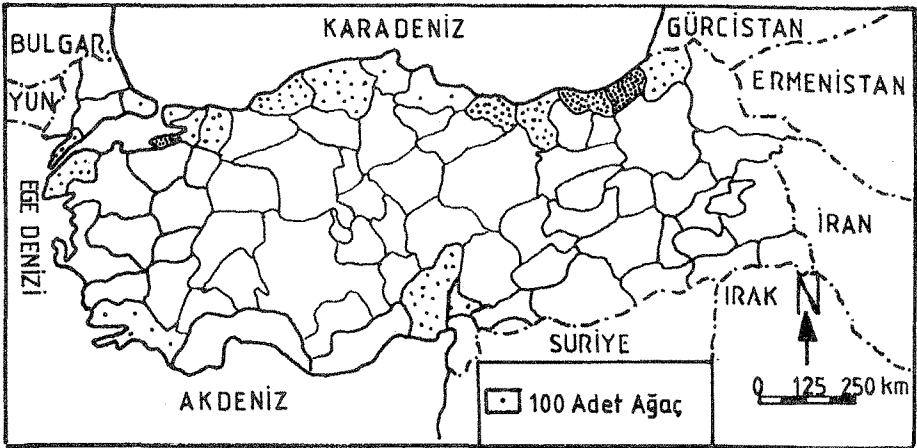 KARADENİZ
GÜRCİSTAN
BULGAR.
ERMENİSTAN
YUN
EGE DENİZİ
İRAN
IRAK
N
SURİYE
0 125 250 km
AKDENİZ
100 Adet Ağaç